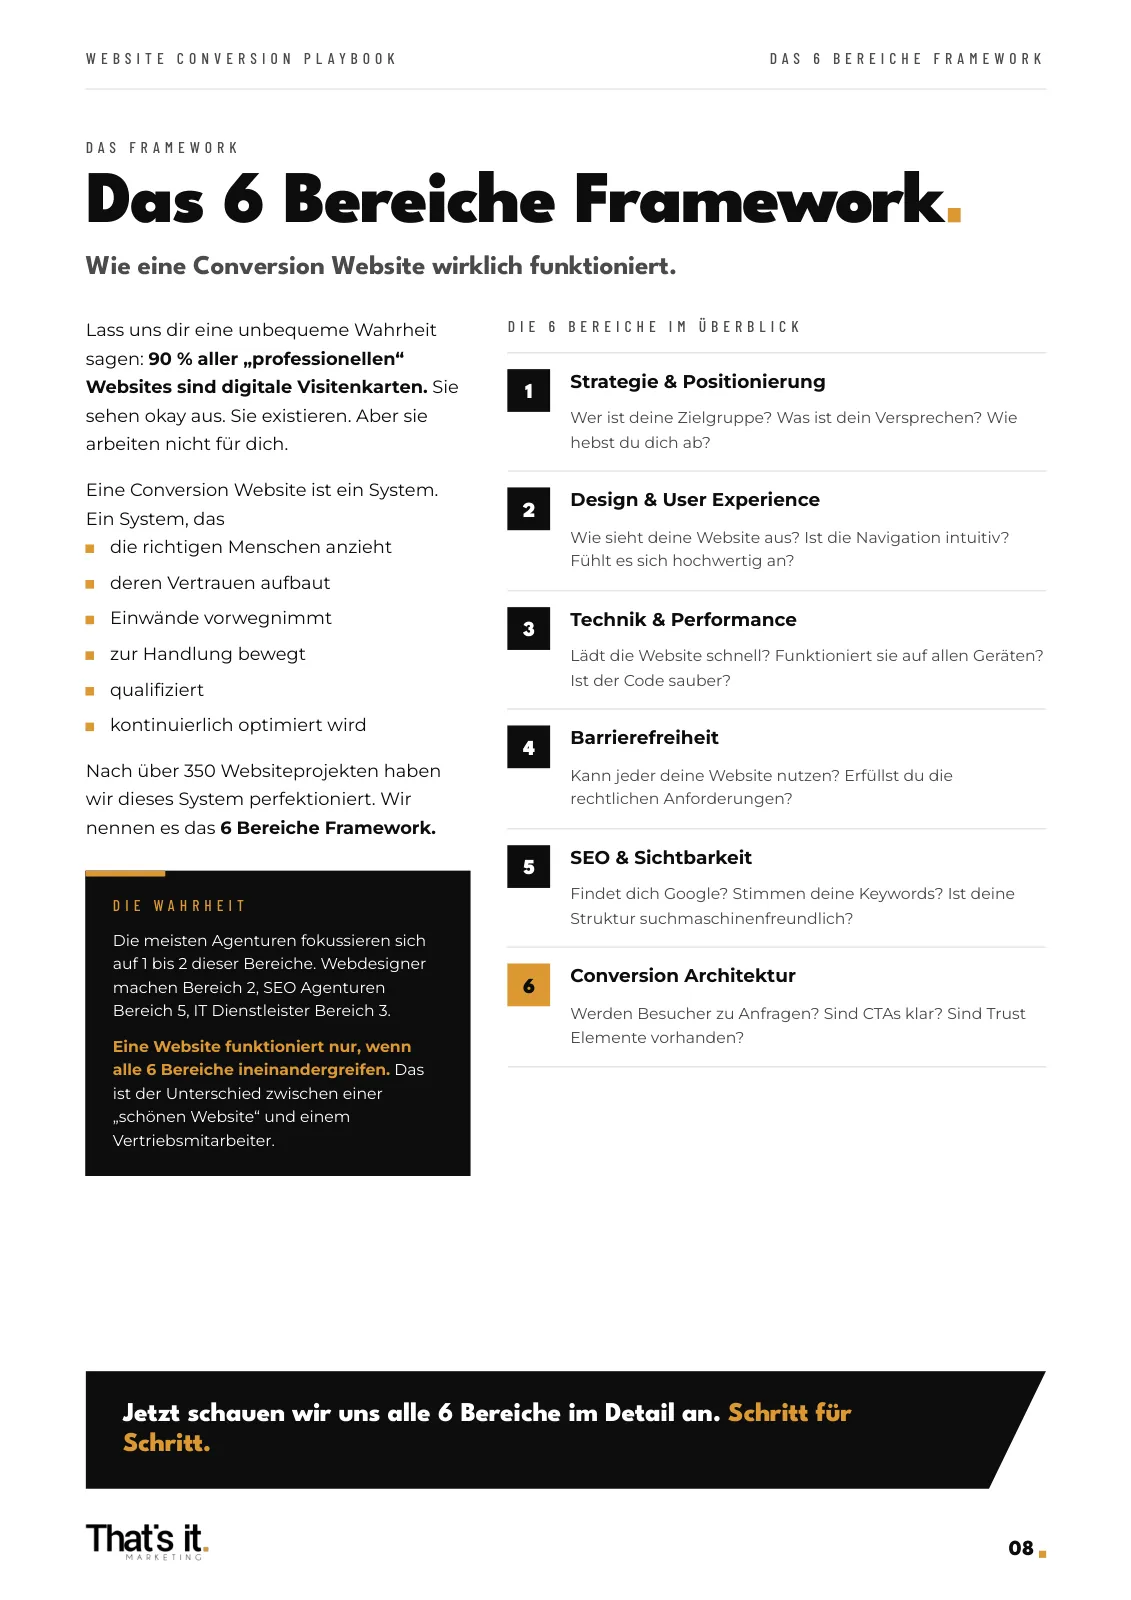 WEBSITE CONVERSION PLAYBOOK
DAS 6 BEREICHE FRAMEWORK
DAS FRAMEWORK
Das 6 Bereiche Framework.
Wie eine Conversion Website wirklich funktioniert.
Lass uns dir eine unbequeme Wahrheit
sagen: 90 % aller „professionellen“
Websites sind digitale Visitenkarten. Sie
sehen okay aus. Sie existieren. Aber sie
arbeiten nicht für dich.
Eine Conversion Website ist ein System.
Ein System, das
die richtigen Menschen anzieht
deren Vertrauen aufbaut
Einwände vorwegnimmt
zur Handlung bewegt
qualifiziert
kontinuierlich optimiert wird
Nach über 350 Websiteprojekten haben
wir dieses System perfektioniert. Wir
nennen es das 6 Bereiche Framework.
DIE WAHRHEIT
Die meisten Agenturen fokussieren sich
auf 1 bis 2 dieser Bereiche. Webdesigner
machen Bereich 2, SEO Agenturen
Bereich 5, IT Dienstleister Bereich 3.
Eine Website funktioniert nur, wenn
alle 6 Bereiche ineinandergreifen. Das
ist der Unterschied zwischen einer
„schönen Website“ und einem
Vertriebsmitarbeiter.
DIE 6 BEREICHE IM ÜBERBLICK
1
Strategie & Positionierung
Wer ist deine Zielgruppe? Was ist dein Versprechen? Wie
hebst du dich ab?
2
Design & User Experience
Wie sieht deine Website aus? Ist die Navigation intuitiv?
Fühlt es sich hochwertig an?
3
Technik & Performance
Lädt die Website schnell? Funktioniert sie auf allen Geräten?
Ist der Code sauber?
4
Barrierefreiheit
Kann jeder deine Website nutzen? Erfüllst du die
rechtlichen Anforderungen?
5
SEO & Sichtbarkeit
Findet dich Google? Stimmen deine Keywords? Ist deine
Struktur suchmaschinenfreundlich?
6
Conversion Architektur
Werden Besucher zu Anfragen? Sind CTAs klar? Sind Trust
Elemente vorhanden?
Jetzt schauen wir uns alle 6 Bereiche im Detail an. Schritt für
Schritt.
That's it.
MARKETING
08